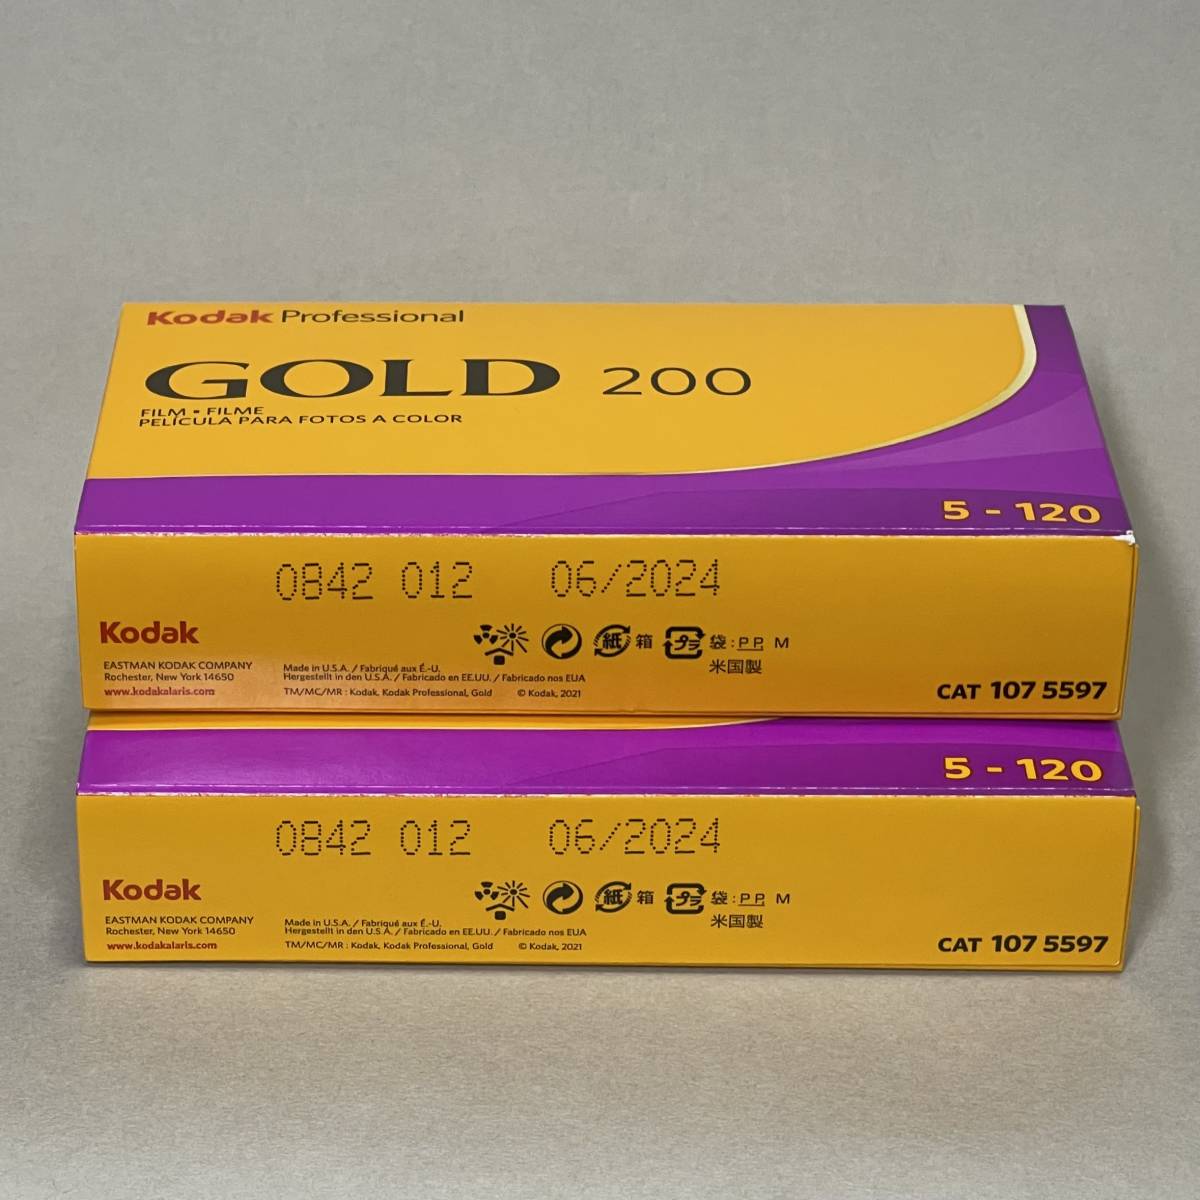 Kodak Professional
GOLD 200
FILM • FILME
PELÍCULA PARA FOTOS A COLOR
5 - 120
0842 012 06/2024
Kodak
紙 箱 プラ 袋:PP, M
米国製
EASTMAN KODAK COMPANY
Rochester, New York 14650
www.kodakalaris.com
Made in U.S.A. / Fabriqué aux É.-U.
Hergestellt in den U.S.A. / Fabricado en EE.UU. / Fabricado nos EUA
TM/MC/MR : Kodak, Kodak Professional, Gold © Kodak, 2021
CAT 107 5597
5 - 120
0842 012 06/2024
Kodak
紙 箱 プラ 袋:PP, M
米国製
EASTMAN KODAK COMPANY
Rochester, New York 14650
www.kodakalaris.com
Made in U.S.A. / Fabriqué aux É.-U.
Hergestellt in den U.S.A. / Fabricado en EE.UU. / Fabricado nos EUA
TM/MC/MR : Kodak, Kodak Professional, Gold © Kodak, 2021
CAT 107 5597